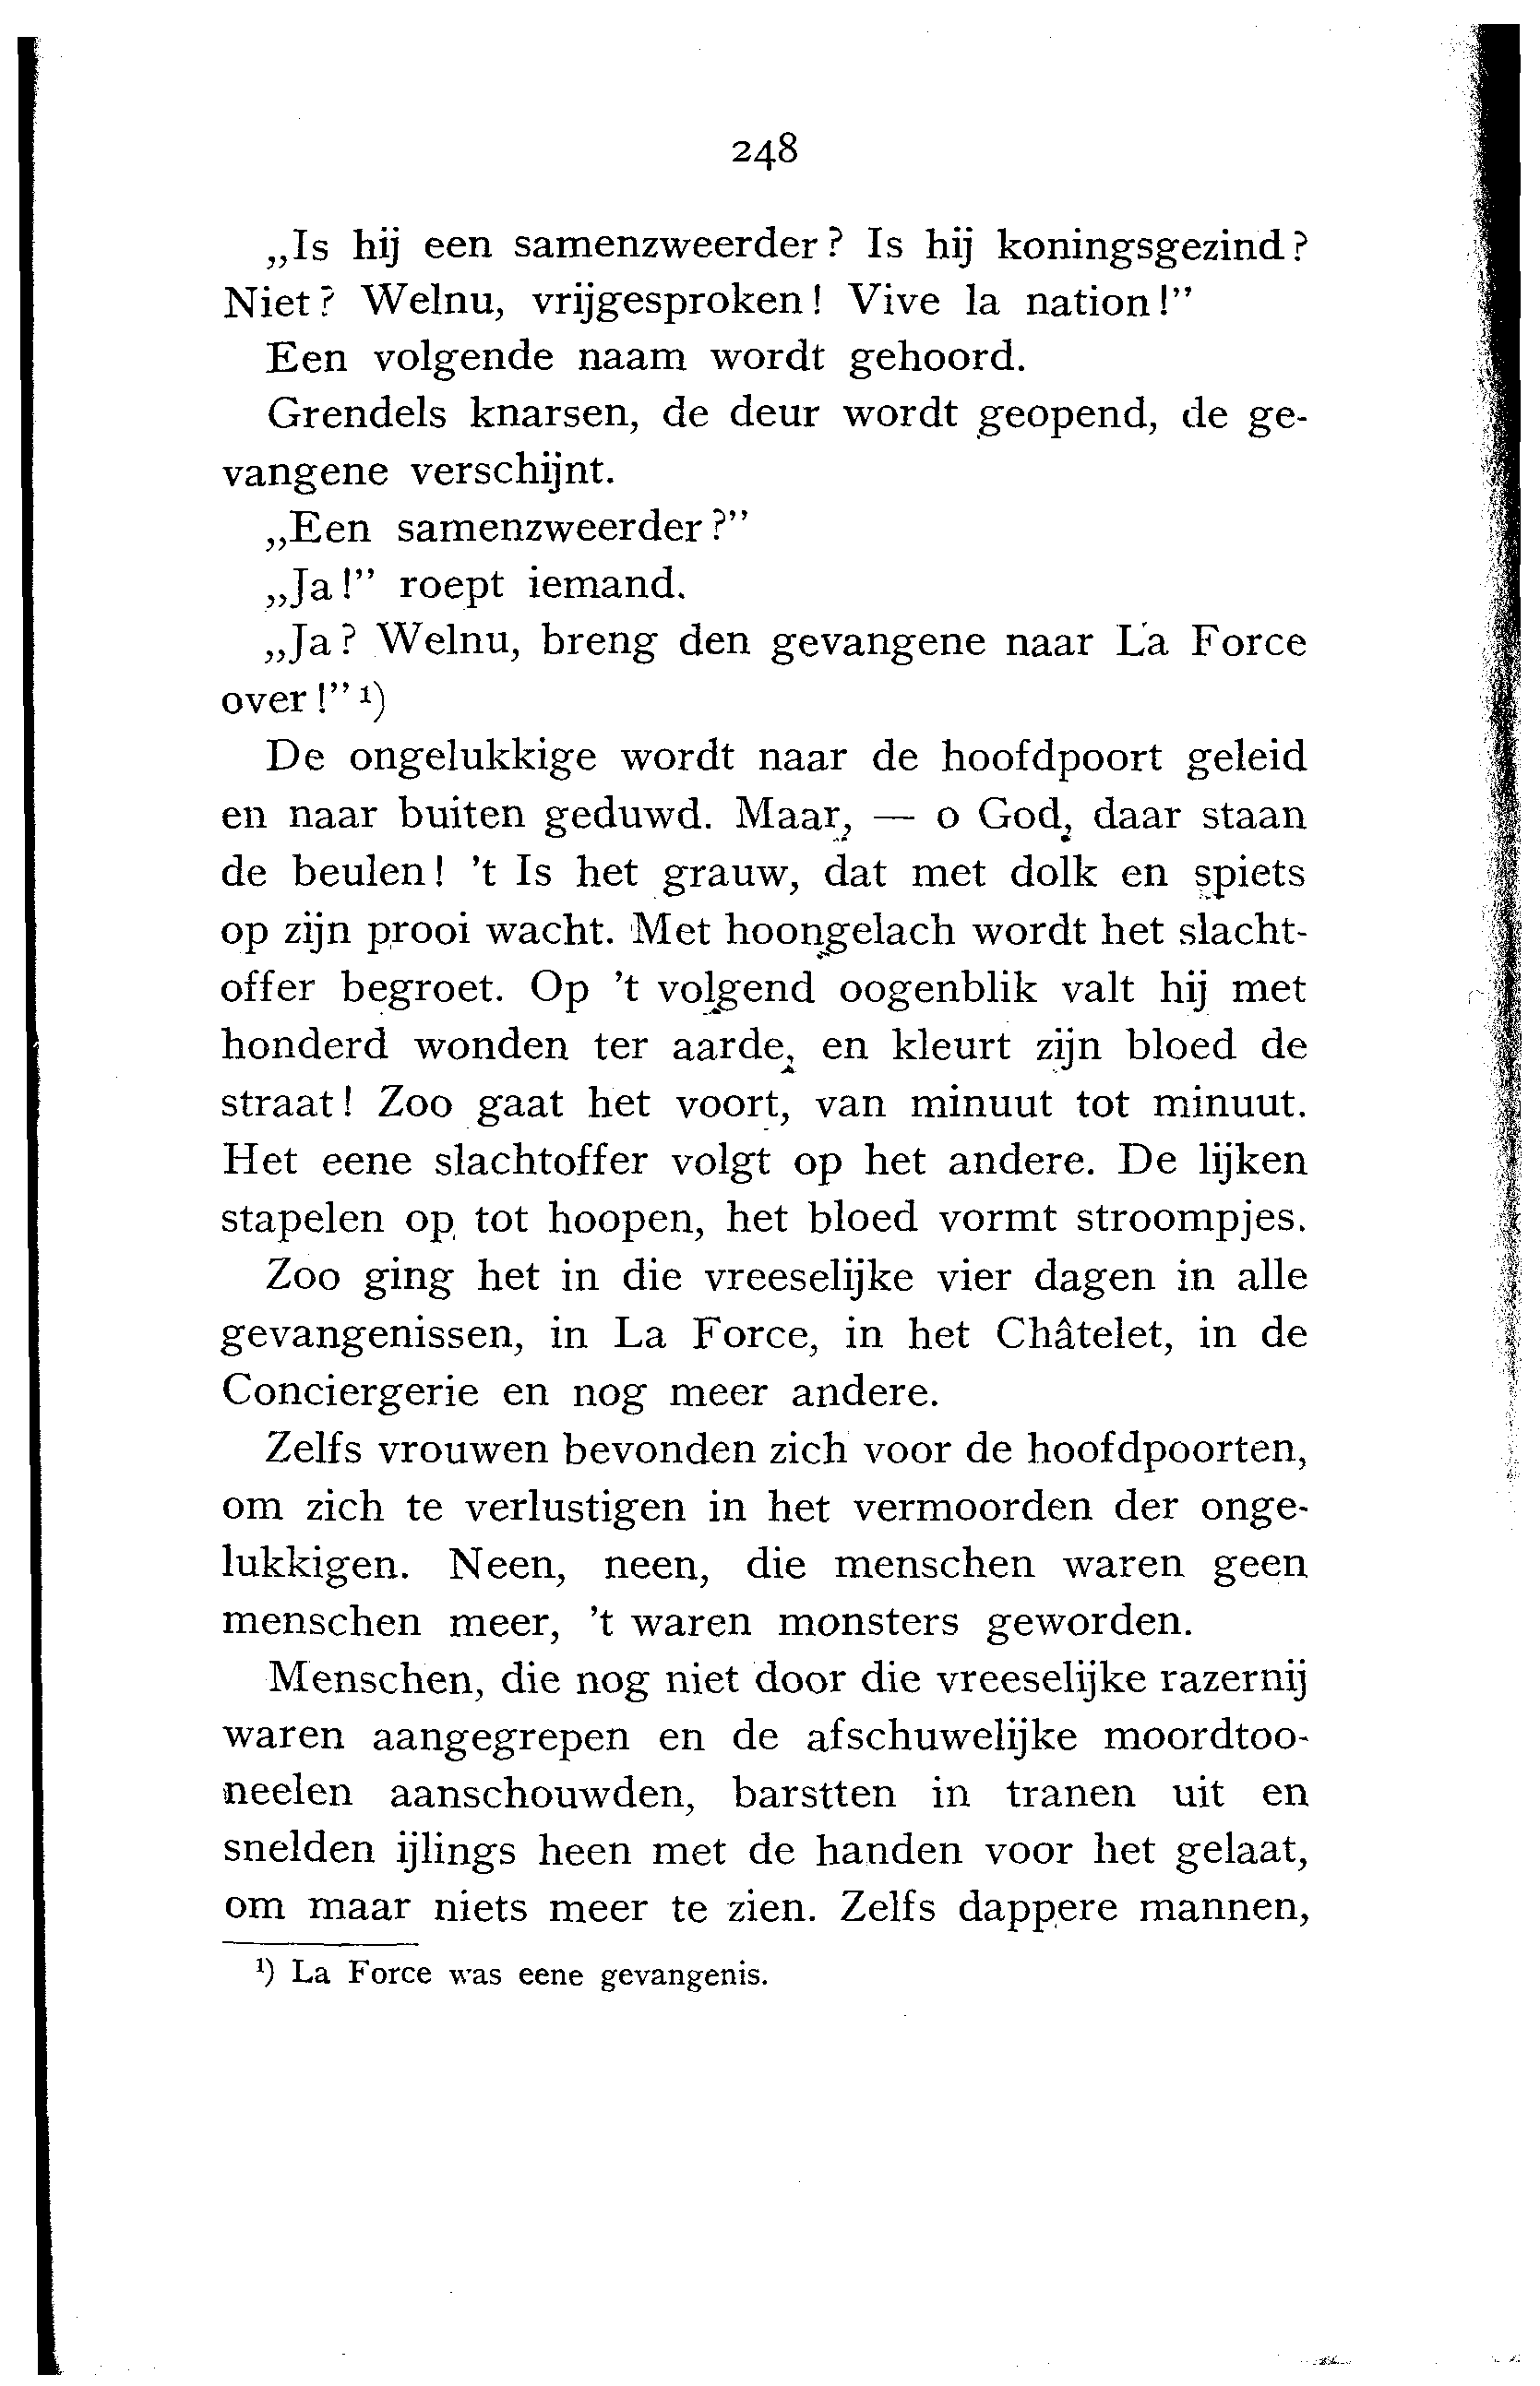 248
„Is hij een samenzweerder? Is hij koningsgezind?
Niet? Welnu, vrijgesproken! Vive la nation!”
Een volgende naam wordt gehoord.
Grendels knarsen, de deur wordt geopend, de ge-
vangene verschijnt.
„Een samenzweerder?”
„Ja!” roept iemand.
„Ja? Welnu, breng den gevangene naar La Force
over!” ¹)
De ongelukkige wordt naar de hoofdpoort geleid
en naar buiten geduwd. Maar, — o God, daar staan
de beulen! 't Is het grauw, dat met dolk en spiets
op zijn prooi wacht. Met hoongelach wordt het slacht-
offer begroet. Op 't volgend oogenblik valt hij met
honderd wonden ter aarde, en kleurt zijn bloed de
straat! Zoo gaat het voort, van minuut tot minuut.
Het eene slachtoffer volgt op het andere. De lijken
stapelen op tot hoopen, het bloed vormt stroompjes.
Zoo ging het in die vreeselijke vier dagen in alle
gevangenissen, in La Force, in het Châtelet, in de
Conciergerie en nog meer andere.
Zelfs vrouwen bevonden zich voor de hoofdpoorten,
om zich te verlustigen in het vermoorden der onge-
lukkigen. Neen, neen, die menschen waren geen
menschen meer, 't waren monsters geworden.
Menschen, die nog niet door die vreeselijke razernij
waren aangegrepen en de afschuwelijke moordtoo-
neelen aanschouwden, barstten in tranen uit en
snelden ijlings heen met de handen voor het gelaat,
om maar niets meer te zien. Zelfs dappere mannen,
¹) La Force was eene gevangenis.